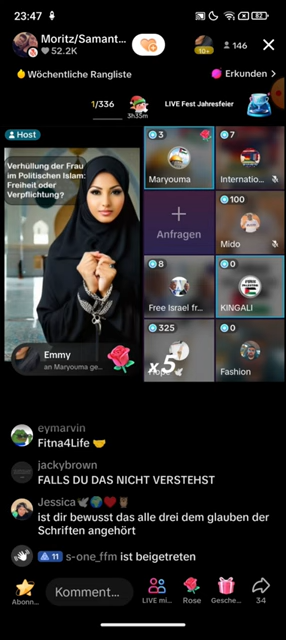 23:47
82
Moritz/Samant...
52.2K
10+
146
Wöchentliche Rangliste
Erkunden >
1/336
3h35m
LIVE Fest Jahresfeier
Host
Verhüllung der Frau
im Politischen Islam:
Freiheit oder
Verpflichtung?
Emmy
an Maryouma ge...
3
Maryouma
7
Internatio...
+
Anfragen
100
Mido
8
Free Israel fr...
0
KINGALI
325
x 5
0
Fashion
eymarvin
Fitna4Life 🤝
jackybrown
FALLS DU DAS NICHT VERSTEHST
Jessica🕊️🌍❤️
ist dir bewusst das alle drei dem glauben der
Schriften angehört
11 s-one_ffm ist beigetreten
Abonn...
Komment...
LIVE mi...
Rose
Gesche...
34